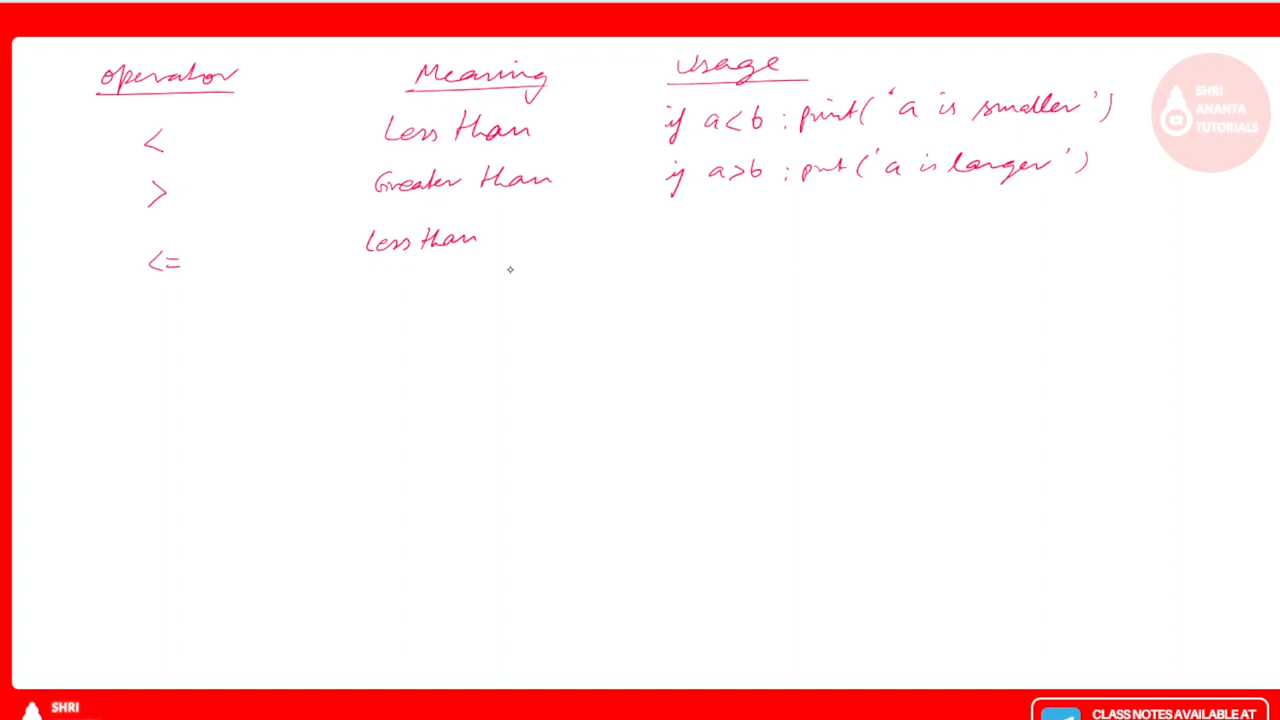 operator Meaning Usage
< Less than if a<b : print('a is smaller')
> Greater than if a>b : prnt('a is larger')
<= Less than
SHRI
ANANTA
TUTORIALS
SHRI
CLASS NOTES AVAILABLE AT